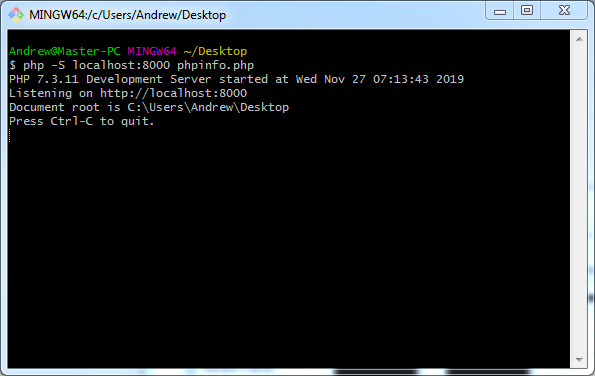 MINGW64:/c/Users/Andrew/Desktop
Andrew@Master-PC MINGW64 ~/Desktop
$ php -S localhost:8000 phpinfo.php
PHP 7.3.11 Development Server started at Wed Nov 27 07:13:43 2019
Listening on http://localhost:8000
Document root is C:\Users\Andrew\Desktop
Press Ctrl-C to quit.